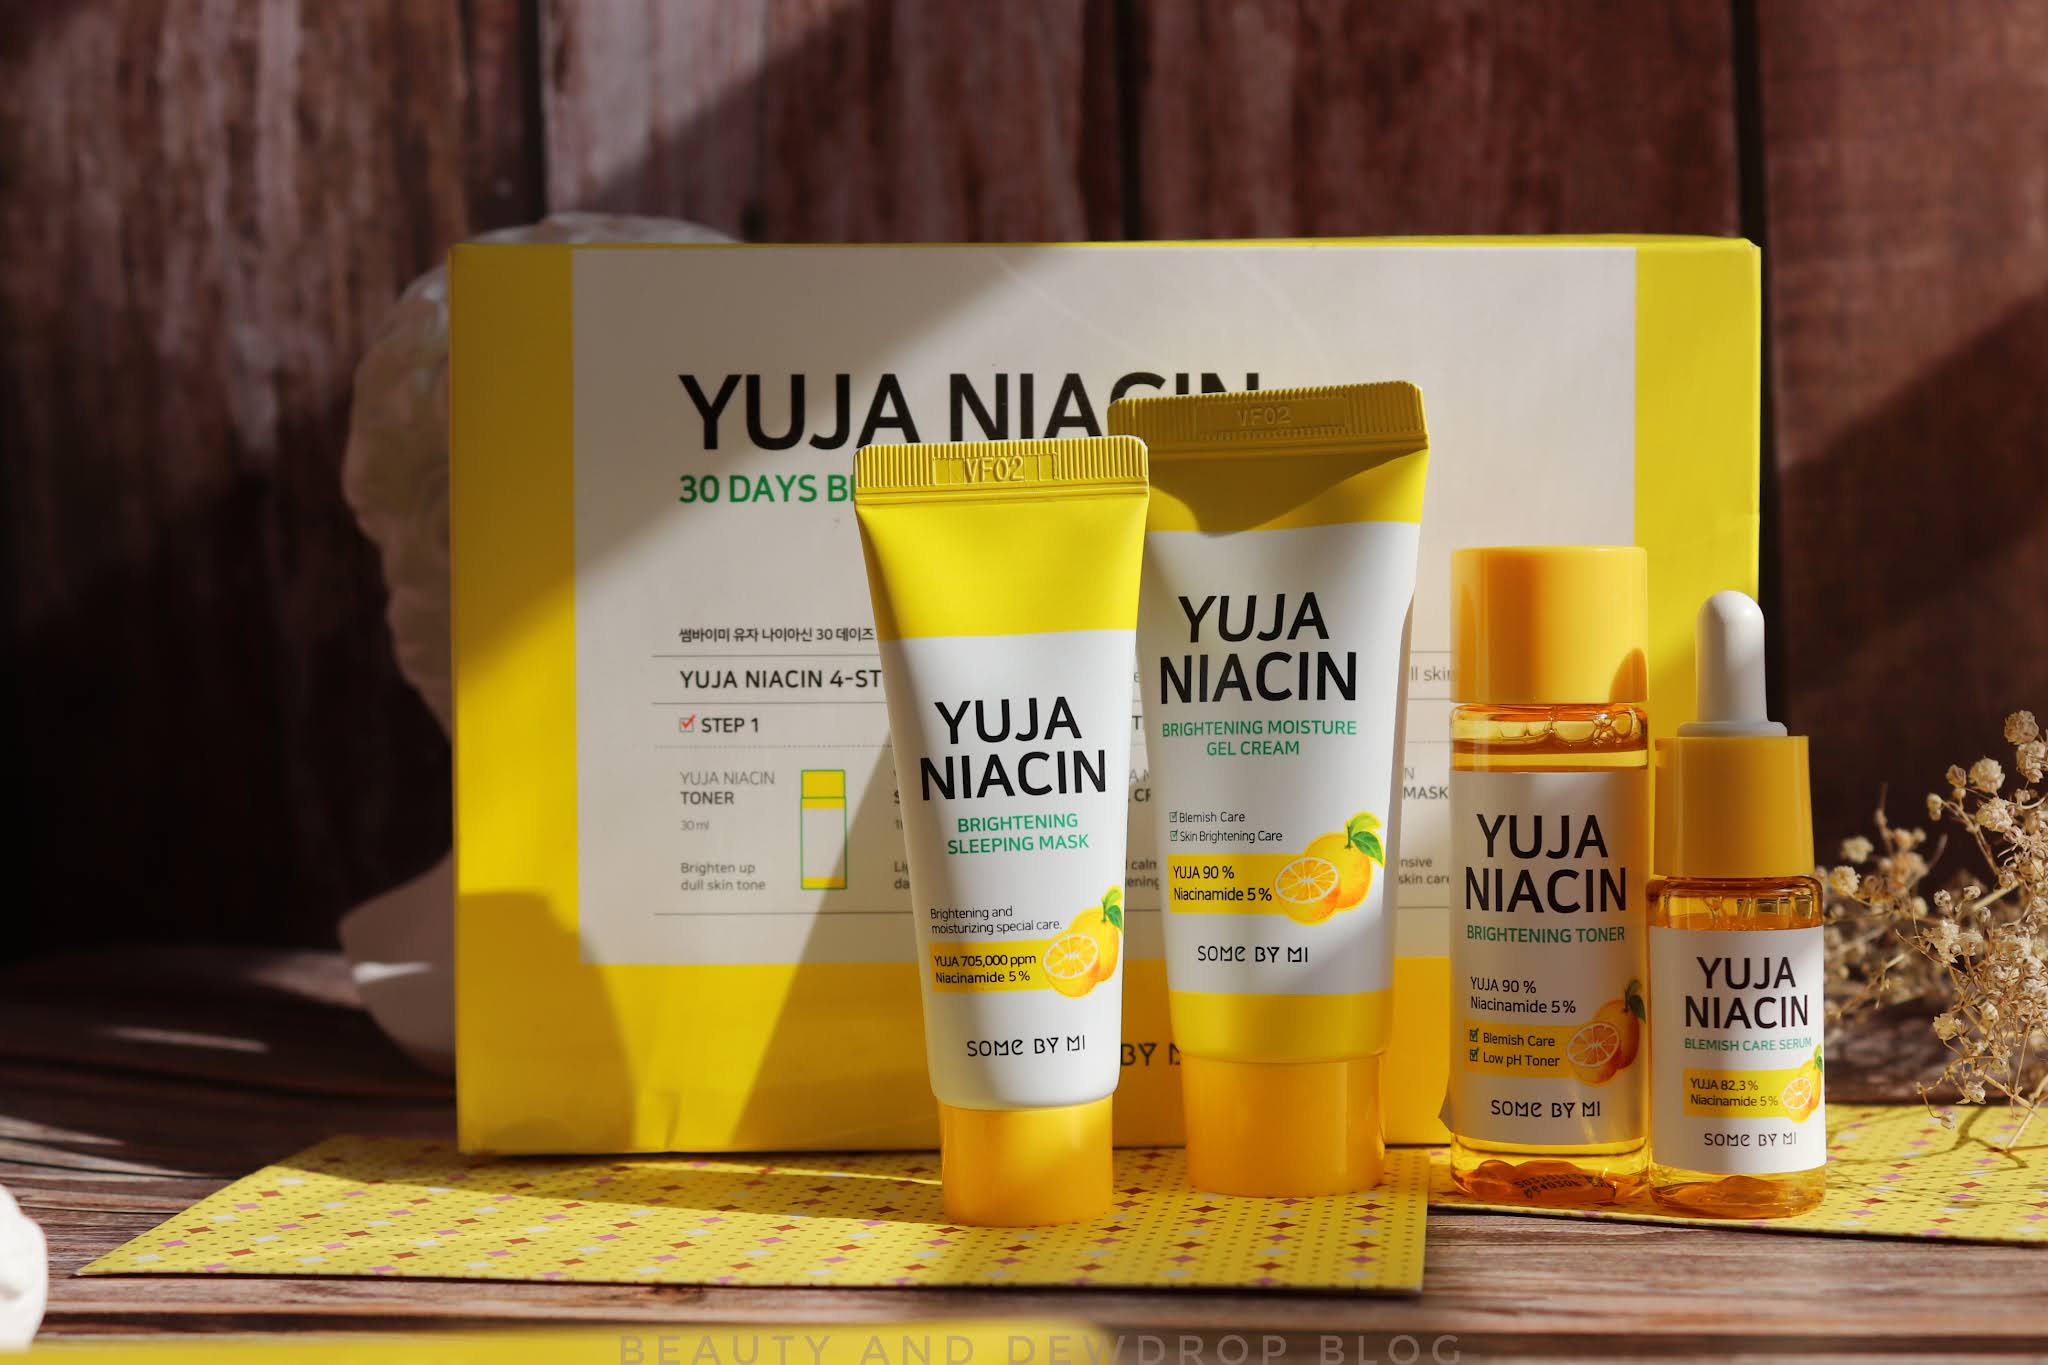 YUJA NIACIN
30 DAYS
썸바이미 유자 나이아신 30 데이즈
YUJA NIACIN
STEP 1
YUJA NIACIN
TONER
30 ml
Brighten up
dull skin tone
VF02
YUJA
NIACIN
BRIGHTENING
SLEEPING MASK
Brightening and
moisturizing special care.
YUJA 705,000 ppm
Niacinamide 5 %
SOME BY MI
VF02
YUJA
NIACIN
BRIGHTENING MOISTURE
GEL CREAM
Blemish Care
Skin Brightening Care
YUJA 90 %
Niacinamide 5 %
SOME BY MI
skin
MASK
skin care
BY
YUJA
NIACIN
BRIGHTENING TONER
YUJA 90 %
Niacinamide 5 %
Blemish Care
Low pH Toner
SOME BY MI
YUJA
NIACIN
BLEMISH CARE SERUM
YUJA 82.3 %
Niacinamide 5 %
SOME BY MI
BEAUTY AND DEWDROP BLOG